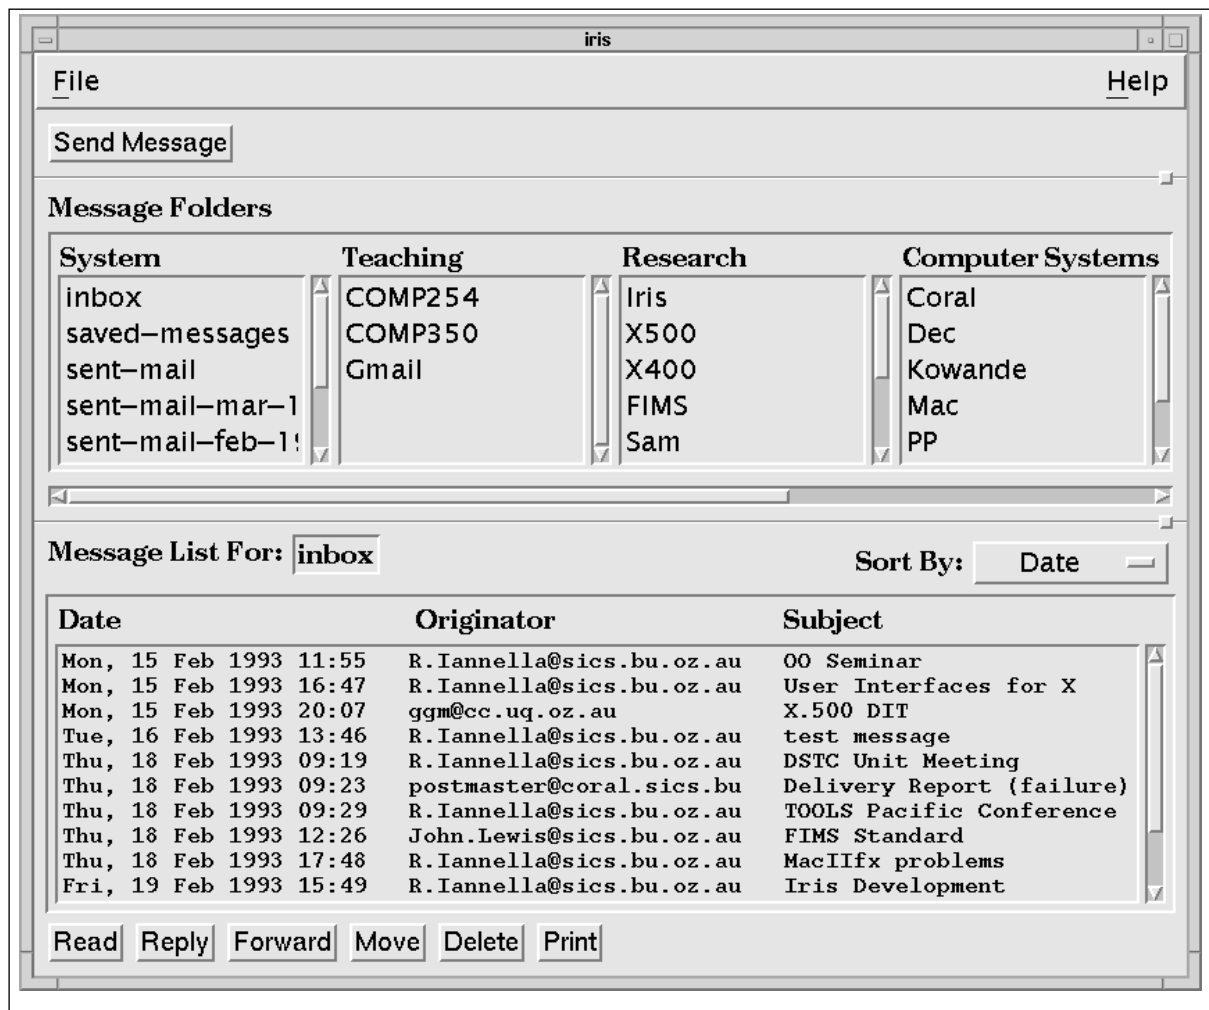 iris
File Help
Send Message
Message Folders
System Teaching Research Computer Systems
inbox COMP254 Iris Coral
saved–messages COMP350 X500 Dec
sent–mail Gmail X400 Kowande
sent–mail–mar–1 FIMS Mac
sent–mail–feb–19 Sam PP
Message List For: inbox Sort By: Date
Date Originator Subject
Mon, 15 Feb 1993 11:55 R.Iannella@sics.bu.oz.au OO Seminar
Mon, 15 Feb 1993 16:47 R.Iannella@sics.bu.oz.au User Interfaces for X
Mon, 15 Feb 1993 20:07 ggm@cc.uq.oz.au X.500 DIT
Tue, 16 Feb 1993 13:46 R.Iannella@sics.bu.oz.au test message
Thu, 18 Feb 1993 09:19 R.Iannella@sics.bu.oz.au DSTC Unit Meeting
Thu, 18 Feb 1993 09:23 postmaster@coral.sics.bu Delivery Report (failure)
Thu, 18 Feb 1993 09:29 R.Iannella@sics.bu.oz.au TOOLS Pacific Conference
Thu, 18 Feb 1993 12:26 John.Lewis@sics.bu.oz.au FIMS Standard
Thu, 18 Feb 1993 17:48 R.Iannella@sics.bu.oz.au MacIIfx problems
Fri, 19 Feb 1993 15:49 R.Iannella@sics.bu.oz.au Iris Development
Read Reply Forward Move Delete Print